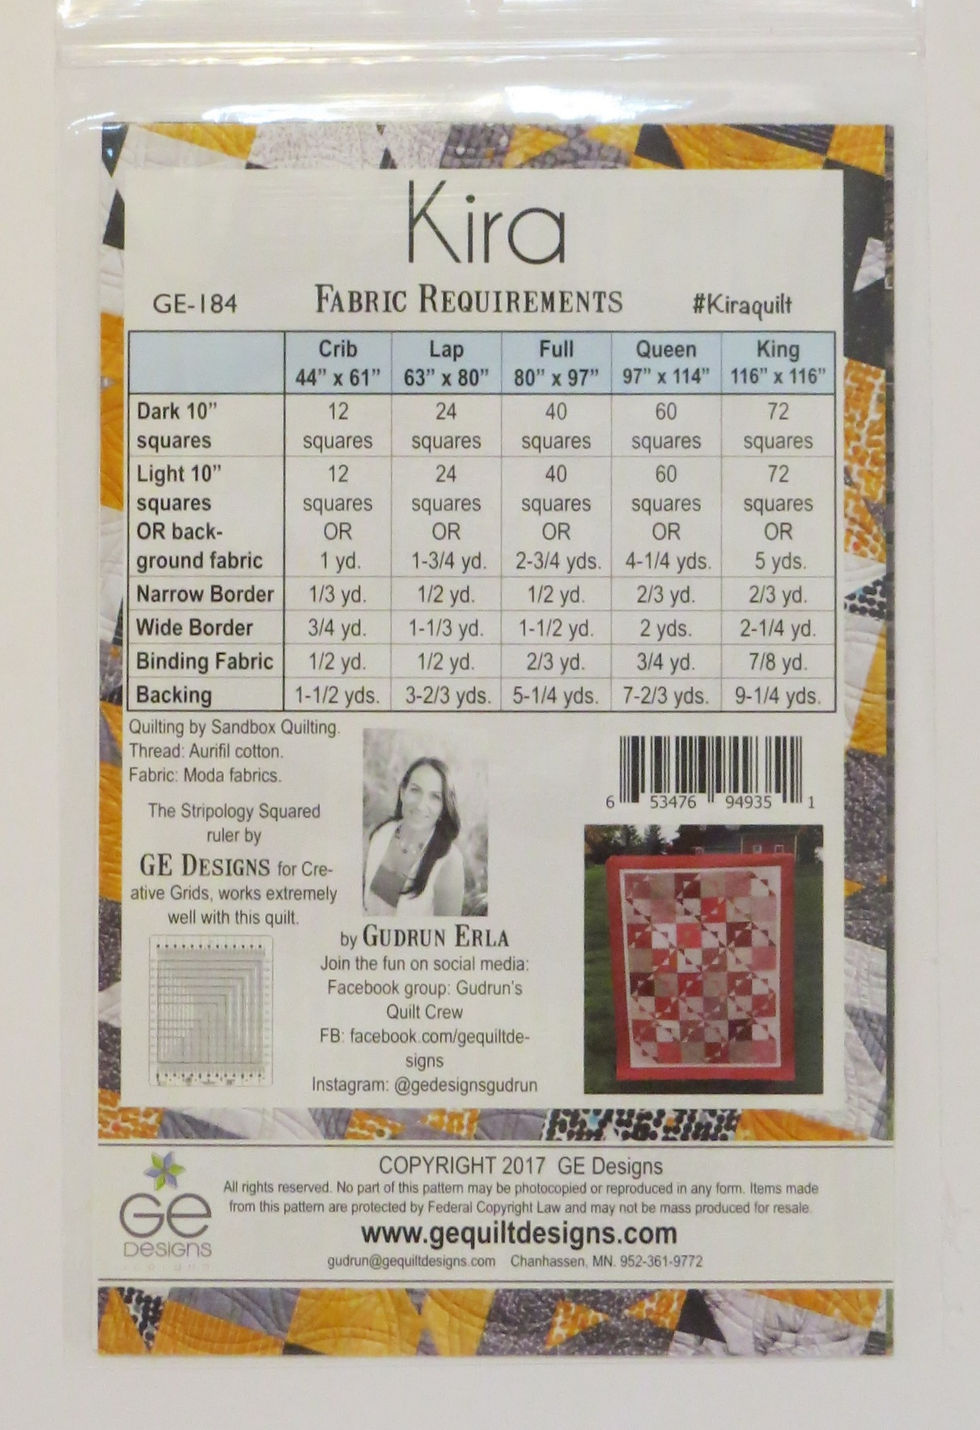 Kira
GE-184 FABRIC REQUIREMENTS #Kiraquilt
Crib Lap Full Queen King
44" x 61" 63" x 80" 80" x 97" 97" x 114" 116" x 116"
Dark 10" 12 24 40 60 72
squares squares squares squares squares squares
Light 10" 12 24 40 60 72
squares squares squares squares squares squares
OR back- OR OR OR OR OR
ground fabric 1 yd. 1-3/4 yd. 2-3/4 yds. 4-1/4 yds. 5 yds.
Narrow Border 1/3 yd. 1/2 yd. 1/2 yd. 2/3 yd. 2/3 yd.
Wide Border 3/4 yd. 1-1/3 yd. 1-1/2 yd. 2 yds. 2-1/4 yd.
Binding Fabric 1/2 yd. 1/2 yd. 2/3 yd. 3/4 yd. 7/8 yd.
Backing 1-1/2 yds. 3-2/3 yds. 5-1/4 yds. 7-2/3 yds. 9-1/4 yds.
Quilting by Sandbox Quilting.
Thread: Aurifil cotton.
Fabric: Moda fabrics.
The Stripology Squared
ruler by
GE DESIGNS for Cre-
ative Grids, works extremely
well with this quilt.
by GUDRUN ERLA
Join the fun on social media:
Facebook group: Gudrun's
Quilt Crew
FB: facebook.com/gequiltde-
signs
Instagram: @gedesignsgudrun
6 53476 94935 1
GE
DESIGNS
COPYRIGHT 2017 GE Designs
All rights reserved. No part of this pattern may be photocopied or reproduced in any form. Items made
from this pattern are protected by Federal Copyright Law and may not be mass produced for resale.
www.gequiltdesigns.com
gudrun@gequiltdesigns.com Chanhassen, MN. 952-361-9772